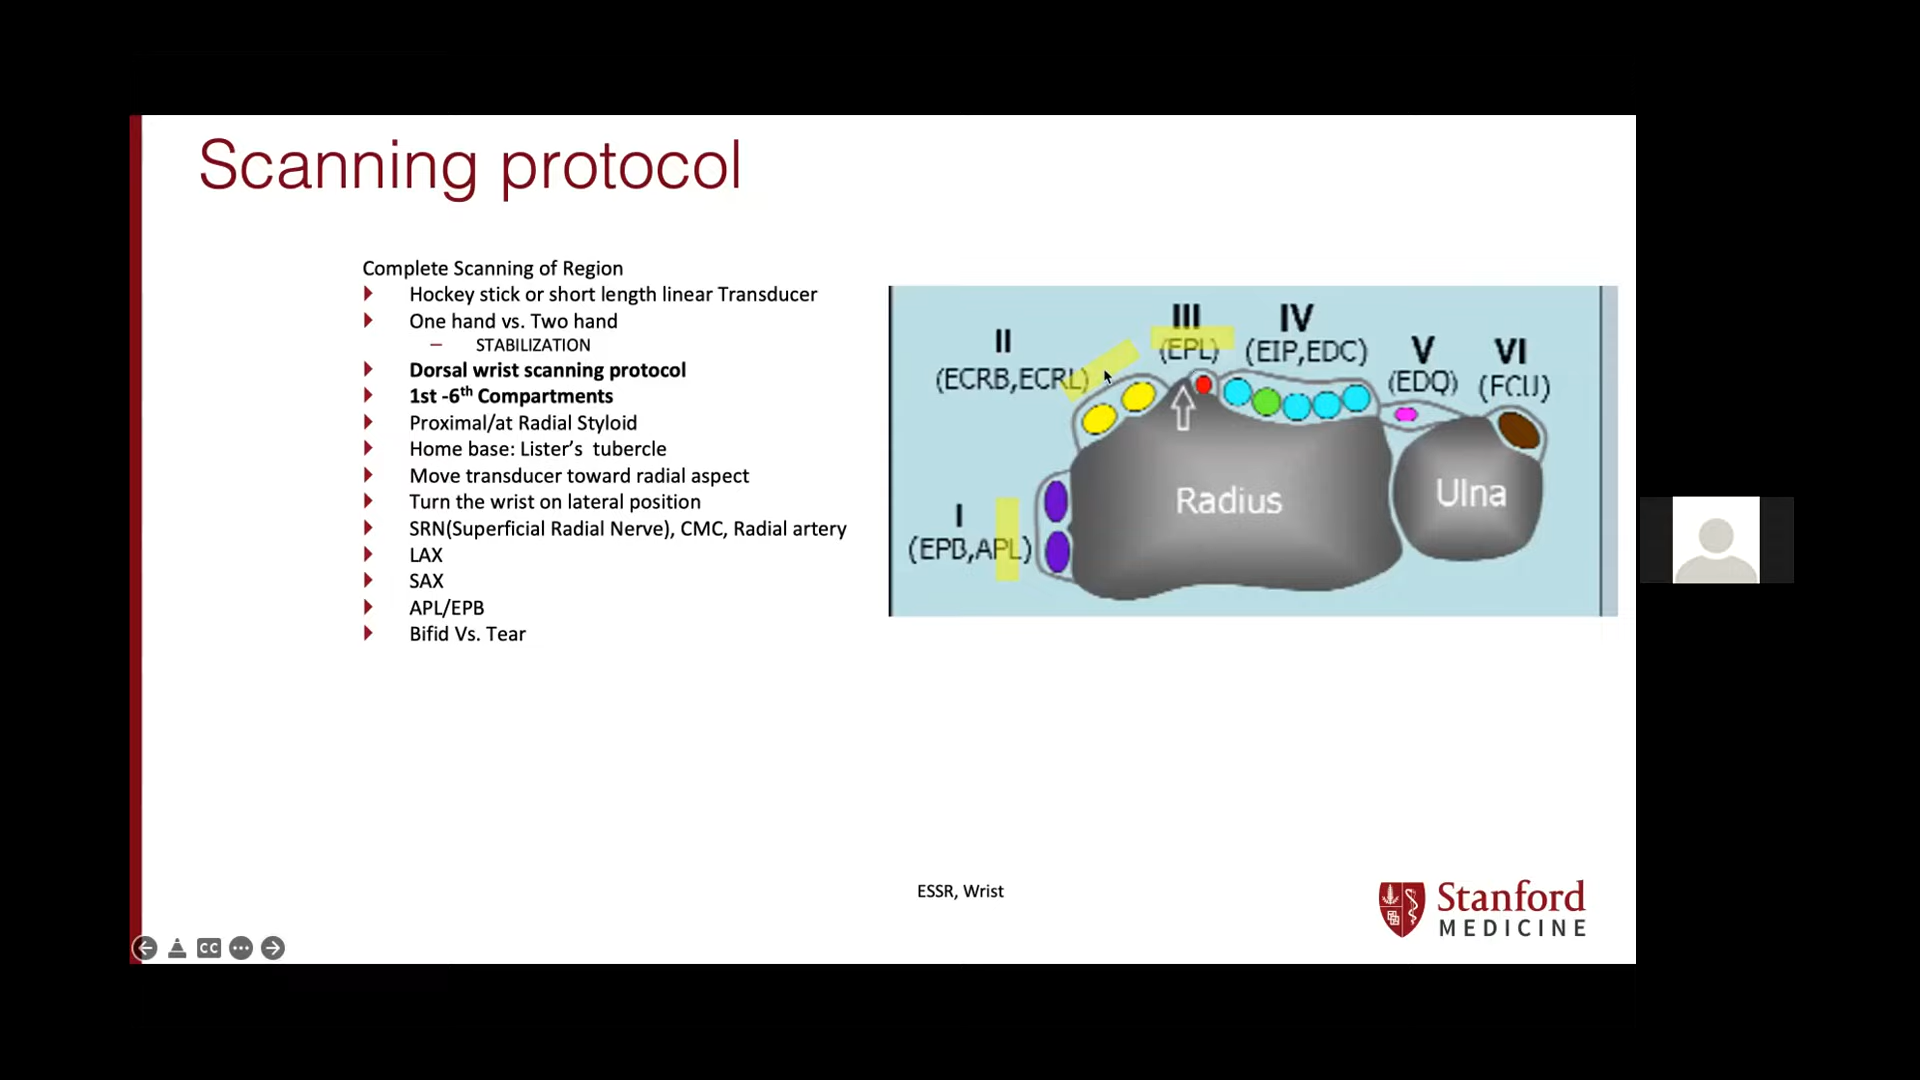 Scanning protocol
Complete Scanning of Region
Hockey stick or short length linear Transducer
One hand vs. Two hand
– STABILIZATION
Dorsal wrist scanning protocol
1st -6th Compartments
Proximal/at Radial Styloid
Home base: Lister's tubercle
Move transducer toward radial aspect
Turn the wrist on lateral position
SRN(Superficial Radial Nerve), CMC, Radial artery
LAX
SAX
APL/EPB
Bifid Vs. Tear
II
(ECRB,ECRL)
III
(EPL)
IV
(EIP,EDC)
V
(EDQ)
VI
(FCU)
I
(EPB,APL)
Radius
Ulna
ESSR, Wrist
Stanford
MEDICINE
CC